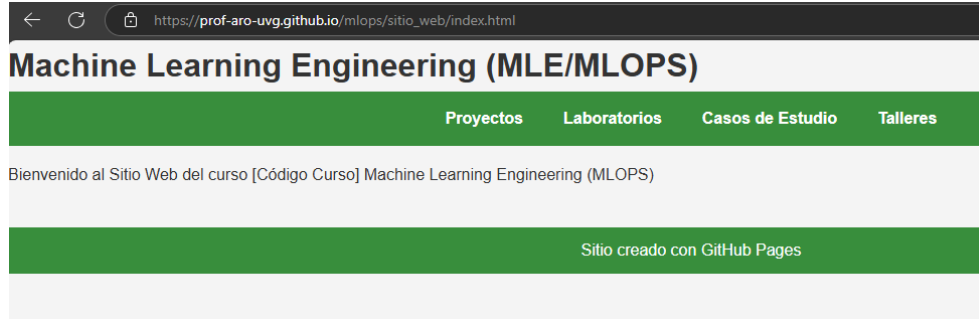 https://prof-aro-uvg.github.io/mlops/sitio_web/index.html
Machine Learning Engineering (MLE/MLOPS)
Proyectos Laboratorios Casos de Estudio Talleres
Bienvenido al Sitio Web del curso [Código Curso] Machine Learning Engineering (MLOPS)
Sitio creado con GitHub Pages